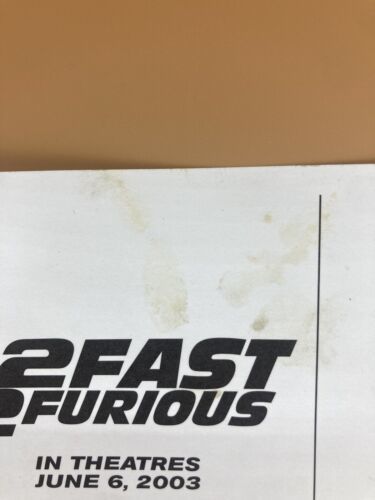 2FAST
2FURIOUS
IN THEATRES
JUNE 6, 2003